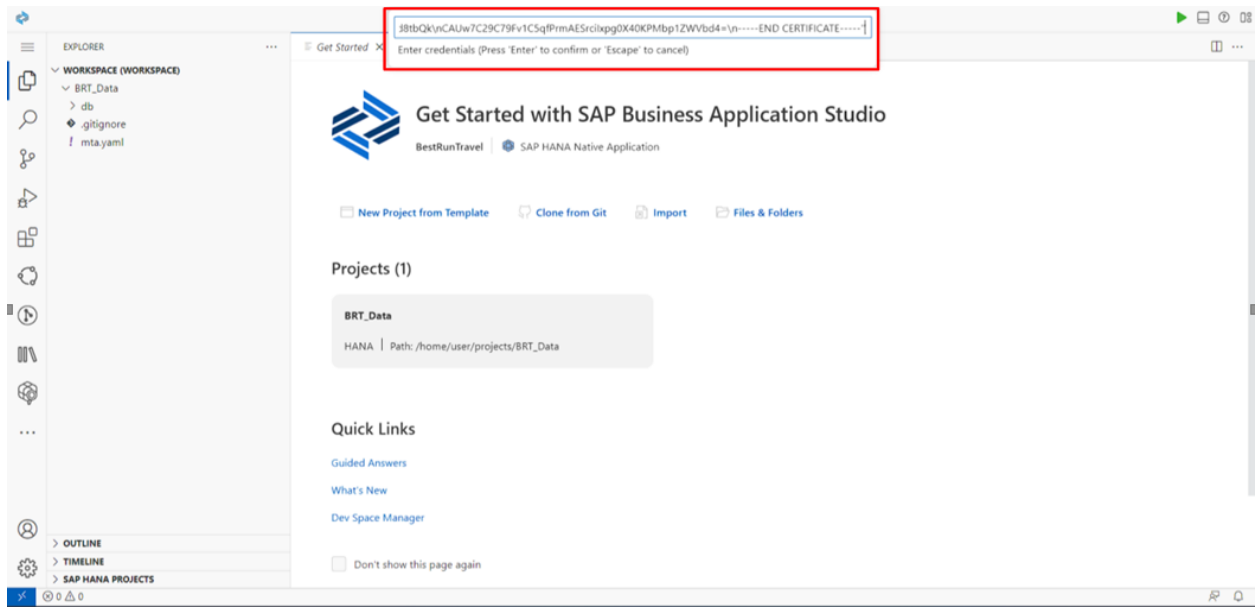 38tbQk\nCAUw7C29C79Fv1C5qfPrmAESrciIxpg0X40KPMbp1ZWVbd4=\n-----END CERTIFICATE-----"
Enter credentials (Press 'Enter' to confirm or 'Escape' to cancel)
EXPLORER
WORKSPACE (WORKSPACE)
BRT_Data
db
.gitignore
! mta.yaml
OUTLINE
TIMELINE
SAP HANA PROJECTS
Get Started
Get Started with SAP Business Application Studio
BestRunTravel | SAP HANA Native Application
New Project from Template Clone from Git Import Files & Folders
Projects (1)
BRT_Data
HANA | Path: /home/user/projects/BRT_Data
Quick Links
Guided Answers
What's New
Dev Space Manager
Don't show this page again
0 0